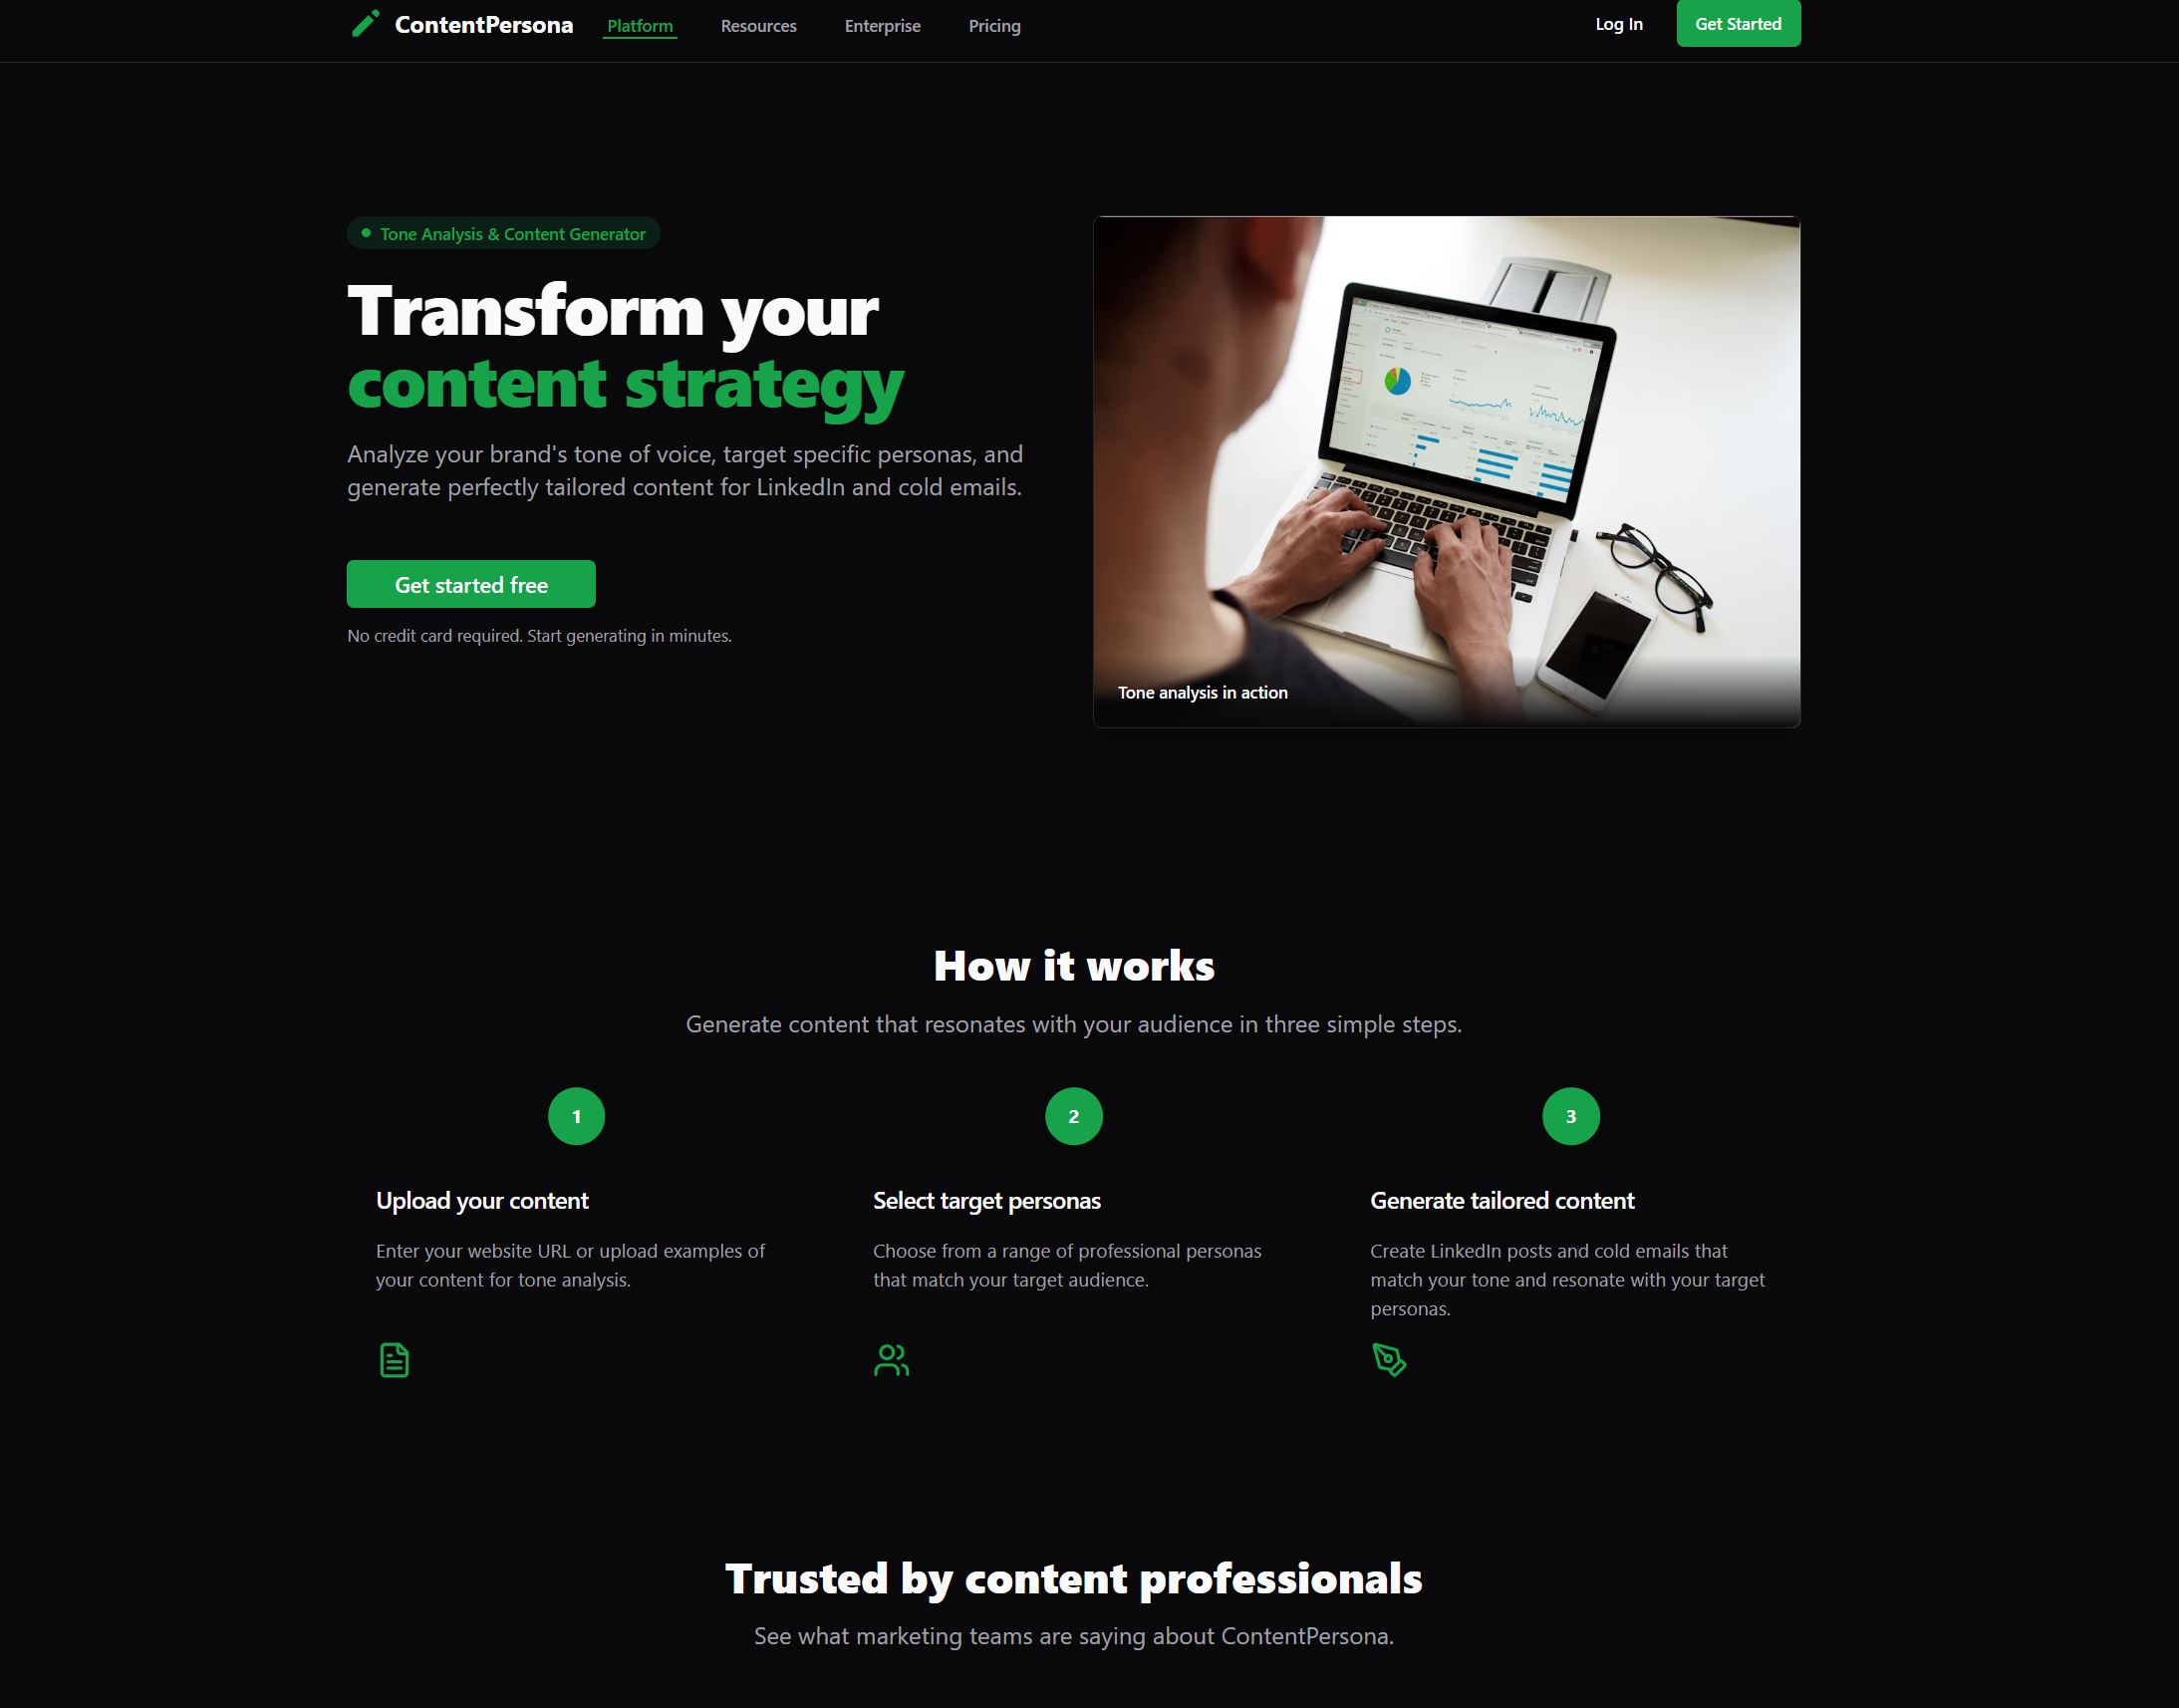 ContentPersona
Platform
Resources
Enterprise
Pricing
Log In
Get Started
Tone Analysis & Content Generator
Transform your
content strategy
Analyze your brand's tone of voice, target specific personas, and
generate perfectly tailored content for LinkedIn and cold emails.
Get started free
No credit card required. Start generating in minutes.
Tone analysis in action
How it works
Generate content that resonates with your audience in three simple steps.
1
Upload your content
Enter your website URL or upload examples of
your content for tone analysis.
2
Select target personas
Choose from a range of professional personas
that match your target audience.
3
Generate tailored content
Create LinkedIn posts and cold emails that
match your tone and resonate with your target
personas.
Trusted by content professionals
See what marketing teams are saying about ContentPersona.